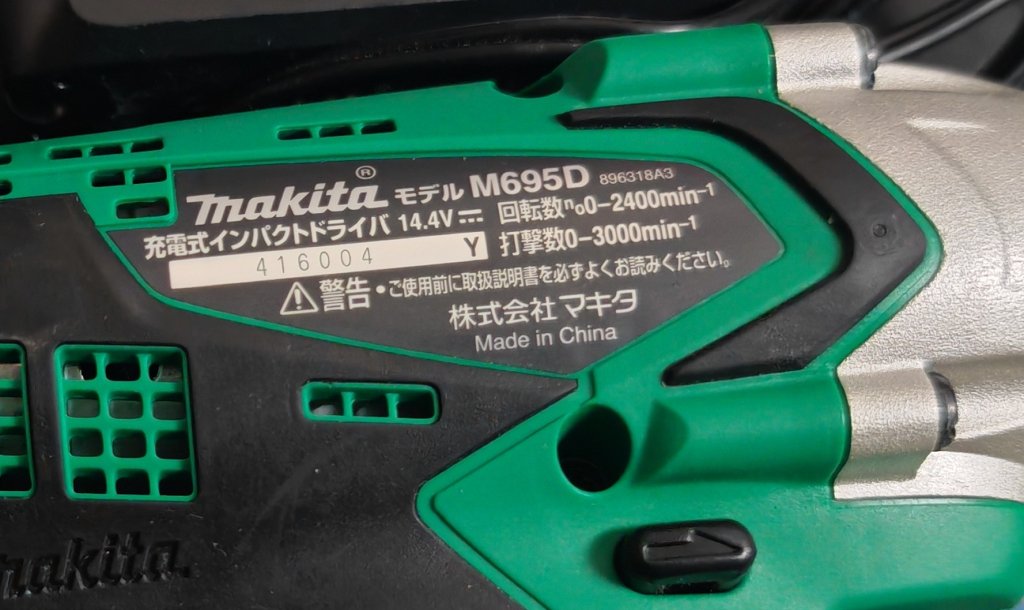 makita® モデル M695D 896318A3
充電式インパクトドライバ 14.4V⎓ 回転数n₀0-2400min⁻¹
416004 Y 打撃数0-3000min⁻¹
⚠警告・ご使用前に取扱説明書を必ずよくお読みください。
株式会社マキタ
Made in China
makita